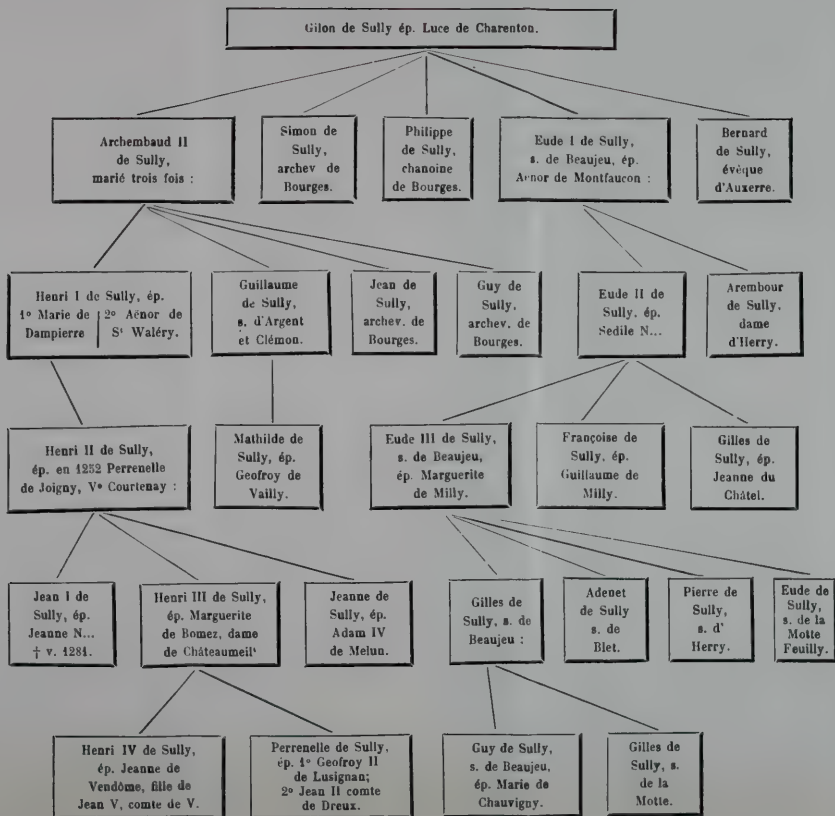 Gilon de Sully ép. Luce de Charenton.
Archembaud II
de Sully,
marié trois fois :
Simon de
Sully,
archev de
Bourges.
Philippe
de Sully,
chanoine
de Bourges.
Eude I de Sully,
s. de Beaujeu, ép.
Aénor de Montfaucon :
Bernard
de Sully,
évèque
d'Auxerre.
Henri I de Sully, ép.
1º Marie de | 2º Aénor de
Dampierre | Sᵗ Waléry.
Guillaume
de Sully,
s. d'Argent
et Clémon.
Jean de
Sully,
archev. de
Bourges.
Guy de
Sully,
archev. de
Bourges.
Eude II de
Sully. ép.
Sedile N...
Arembour
de Sully,
dame
d'Herry.
Henri II de Sully,
ép. en 1252 Perrenelle
de Joigny, Vᵉ Courtenay :
Mathilde de
Sully, ép.
Geofroy de
Vailly.
Eude III de Sully,
s. de Beaujeu,
ép. Marguerite
de Milly.
Françoise de
Sully. ép.
Guillaume de
Milly.
Gilles de
Sully, ép.
Jeanne du
Châtel.
Jean I de
Sully, ép.
Jeanne N...
† v. 1281.
Henri III de Sully,
ép. Marguerite
de Bomez, dame
de Châteaumeilᵗ
Jeanne de
Sully, ép.
Adam IV
de Melun.
Gilles de
Sully, s. de
Beaujeu :
Adenet
de Sully
s. de
Blet.
Pierre de
Sully,
s. d'
Herry.
Eude de
Sully,
s. de la
Motte
Feuilly.
Henri IV de Sully,
ép. Jeanne de
Vendôme, fille de
Jean V, comte de V.
Perrenelle de Sully,
ép. 1º Geofroy II
de Lusignan;
2º Jean II comte
de Dreux.
Guy de Sully,
s. de Beaujeu,
ép. Marie de
Chauvigny.
Gilles de
Sully, s.
de la
Motte.